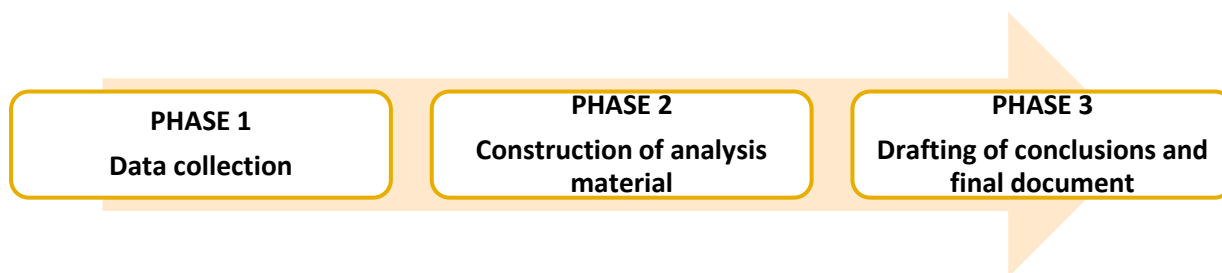 PHASE 1
Data collection
PHASE 2
Construction of analysis
material
PHASE 3
Drafting of conclusions and
final document